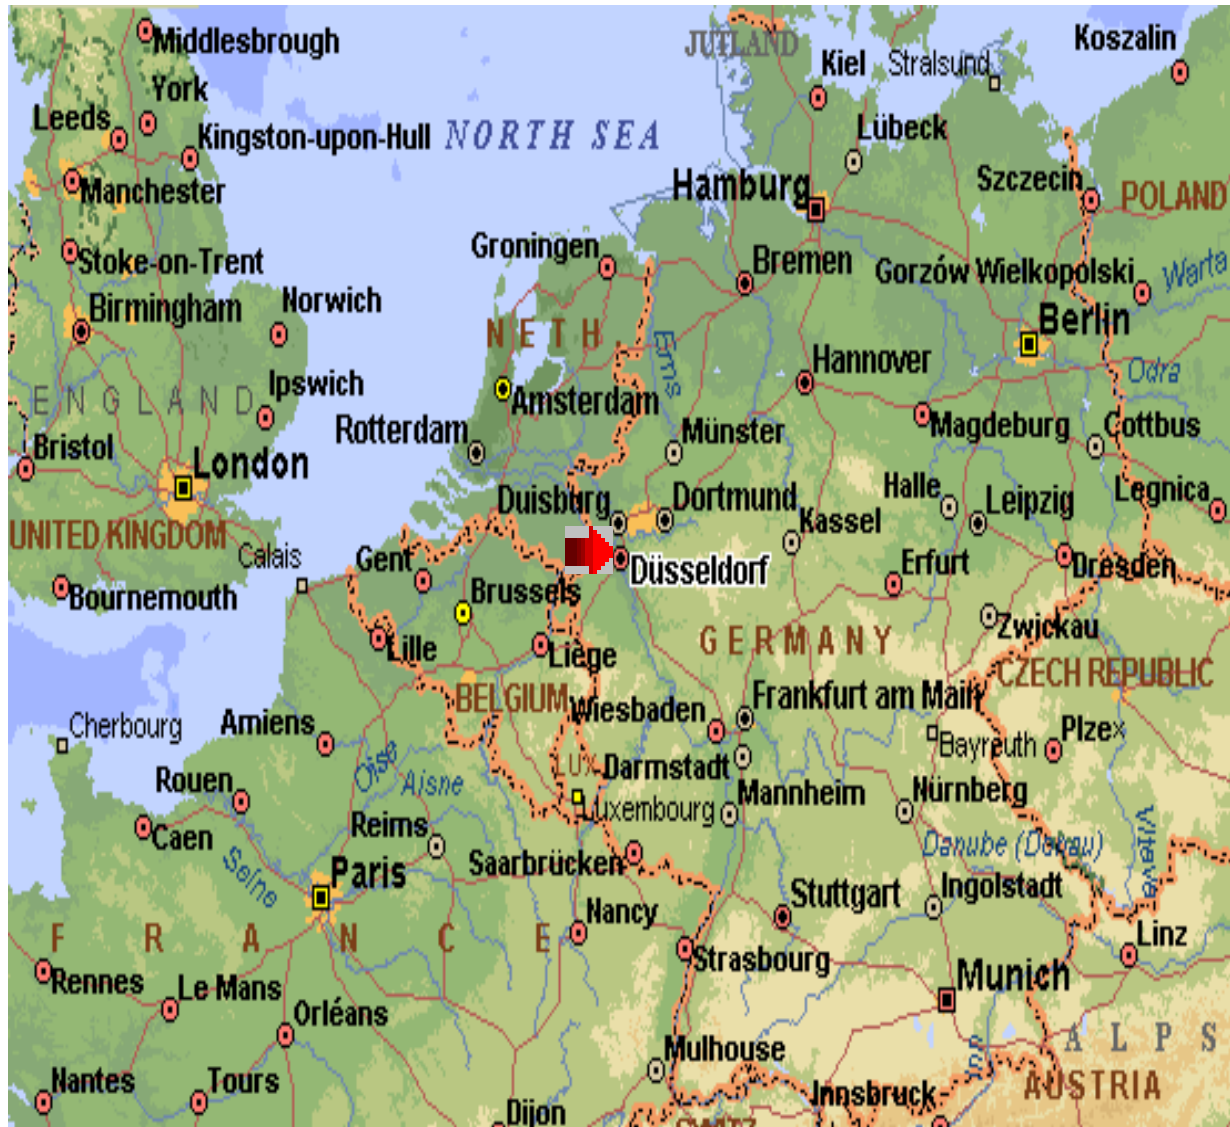 JUTLAND
Koszalin
Middlesbrough
Kiel
Stralsund
York
Leeds
Kingston-upon-Hull
NORTH SEA
Lübeck
Manchester
Hamburg
Szczecin
POLAND
Stoke-on-Trent
Groningen
Bremen
Gorzów Wielkopolski
Warta
Birmingham
Norwich
NETH.
Ems
Berlin
Hannover
Odra
ENGLAND
Ipswich
Amsterdam
Rotterdam
Münster
Magdeburg
Cottbus
Bristol
London
Duisburg
Dortmund
Halle
Leipzig
Legnica
UNITED KINGDOM
Kassel
Calais
Gent
Düsseldorf
Erfurt
Dresden
Bournemouth
Brussels
Zwickau
Lille
Liege
GERMANY
CZECH REPUBLIC
BELGIUM
Wiesbaden
Frankfurt am Main
Cherbourg
Amiens
Bayreuth
Plzex
Oise
Aisne
LUX.
Darmstadt
Rouen
Luxembourg
Mannheim
Nürnberg
Caen
Reims
Vltava
Seine
Paris
Saarbrücken
Danube (Donau)
Stuttgart
Ingolstadt
FRANCE
Nancy
Strasbourg
Linz
Rennes
Le Mans
Munich
Orléans
Inn
ALPS
Mulhouse
Nantes
Tours
Innsbruck
AUSTRIA
Dijon
SWITZ.